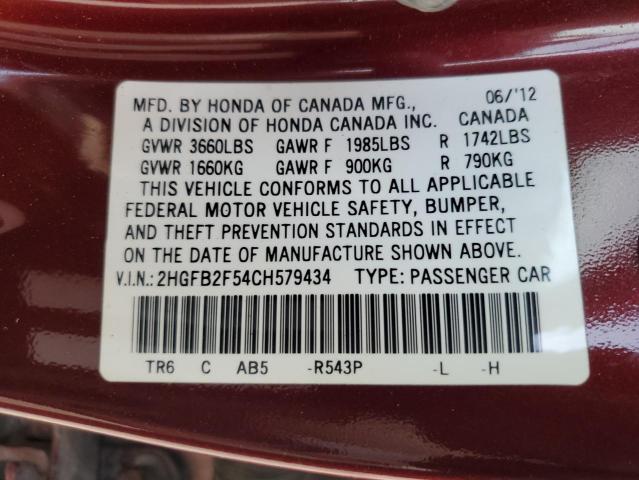 MFD. BY HONDA OF CANADA MFG., 06/'12
A DIVISION OF HONDA CANADA INC. CANADA
GVWR 3660LBS GAWR F 1985LBS R 1742LBS
GVWR 1660KG GAWR F 900KG R 790KG
THIS VEHICLE CONFORMS TO ALL APPLICABLE
FEDERAL MOTOR VEHICLE SAFETY, BUMPER,
AND THEFT PREVENTION STANDARDS IN EFFECT
ON THE DATE OF MANUFACTURE SHOWN ABOVE.
V.I.N.: 2HGFB2F54CH579434 TYPE: PASSENGER CAR
TR6 C AB5 -R543P -L -H